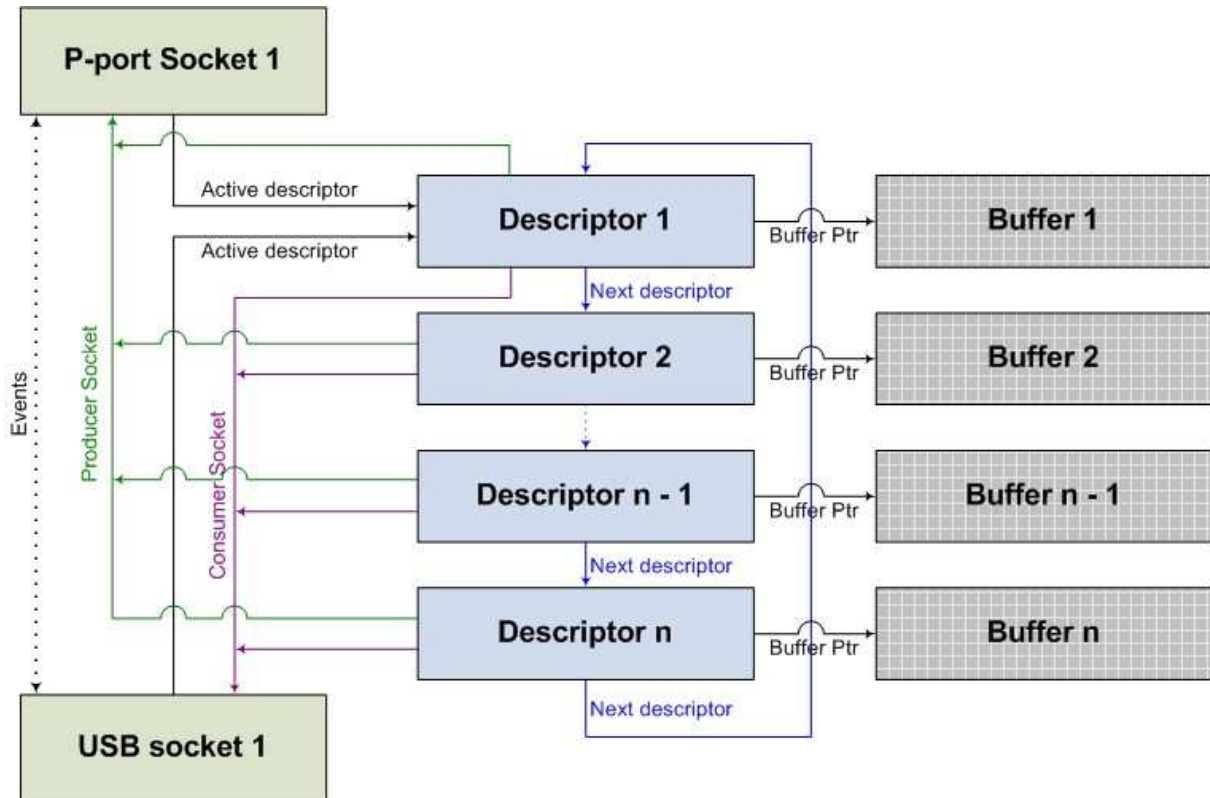 P-port Socket 1
Active descriptor
Descriptor 1
Buffer Ptr
Buffer 1
Active descriptor
Next descriptor
Descriptor 2
Buffer Ptr
Buffer 2
Events
Producer Socket
Consumer Socket
Descriptor n - 1
Buffer Ptr
Buffer n - 1
Next descriptor
Descriptor n
Buffer Ptr
Buffer n
Next descriptor
USB socket 1